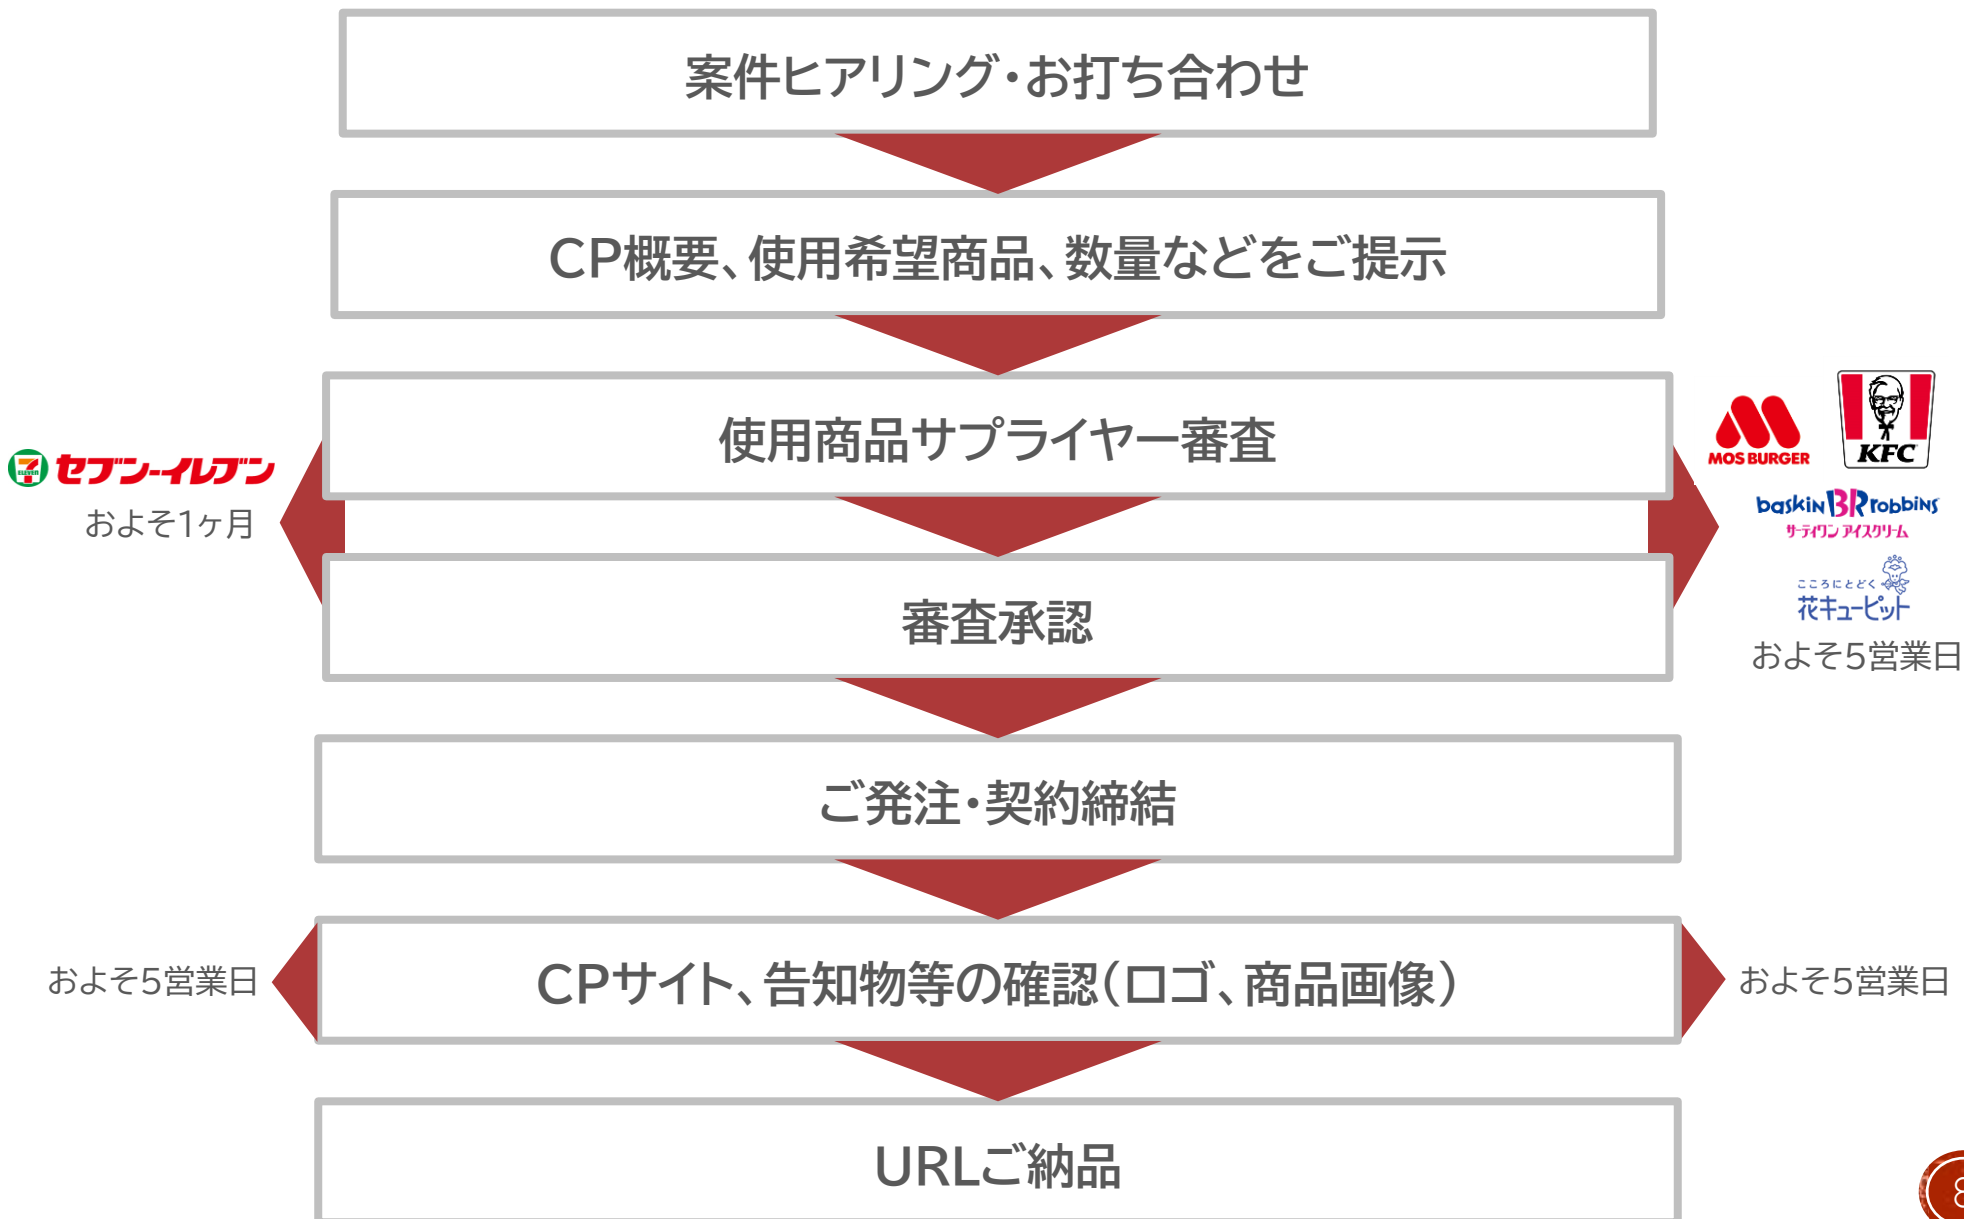 案件ヒアリング・お打ち合わせ
CP概要、使用希望商品、数量などをご提示
使用商品サプライヤー審査
7
ELEVEN
セブン-イレブン
およそ1ヶ月
MOS BURGER
KFC
baskin BR robbins
サーティワン アイスクリーム
こころにとどく
花キューピット
およそ5営業日
審査承認
ご発注・契約締結
およそ5営業日
CPサイト、告知物等の確認(ロゴ、商品画像)
およそ5営業日
URLご納品
8